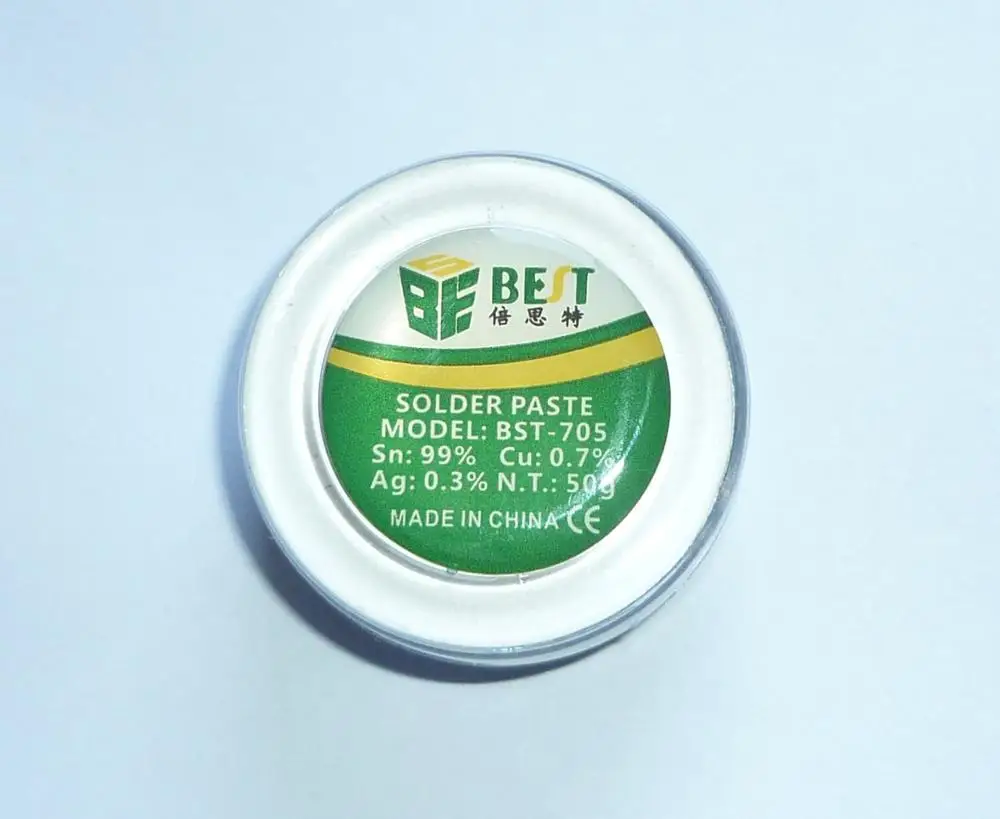 BEST
BEST
倍思特
SOLDER PASTE
MODEL: BST-705
Sn: 99% Cu: 0.7%
Ag: 0.3% N.T.: 50g
MADE IN CHINA CE